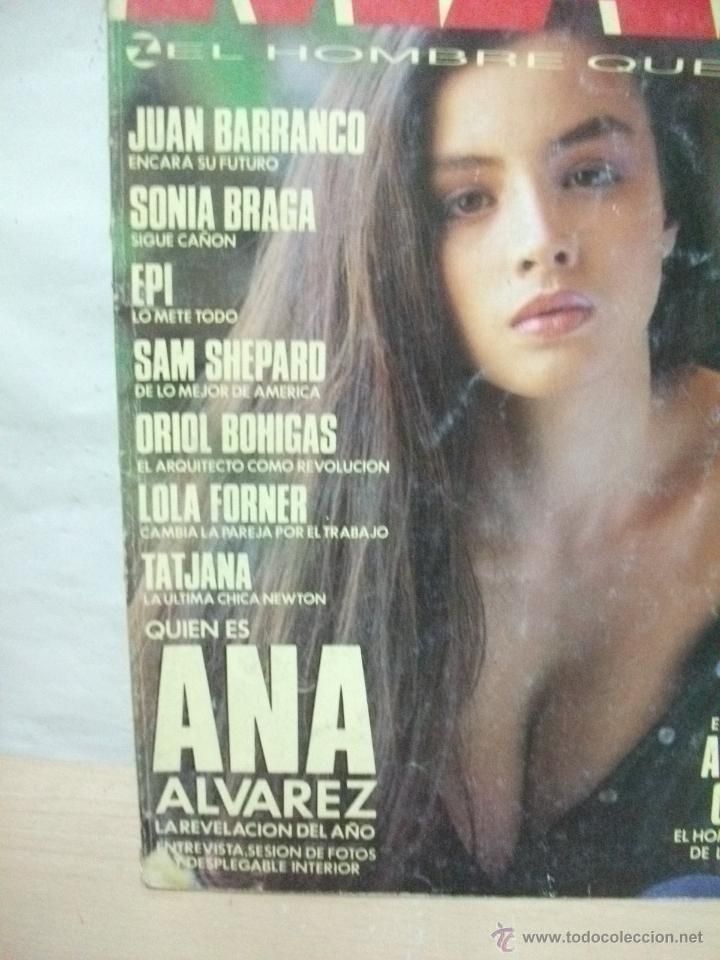 EL HOMBRE QUE
JUAN BARRANCO
ENCARA SU FUTURO
SONIA BRAGA
SIGUE CAÑON
EPI
LO METE TODO
SAM SHEPARD
DE LO MEJOR DE AMERICA
ORIOL BOHIGAS
EL ARQUITECTO COMO REVOLUCION
LOLA FORNER
CAMBIA LA PAREJA POR EL TRABAJO
TATJANA
LA ULTIMA CHICA NEWTON
QUIEN ES
ANA
ALVAREZ
LA REVELACION DEL AÑO
ENTREVISTA, SESION DE FOTOS
Y DESPLEGABLE INTERIOR
E
A
EL HOM
DE L
www.todocoleccion.net